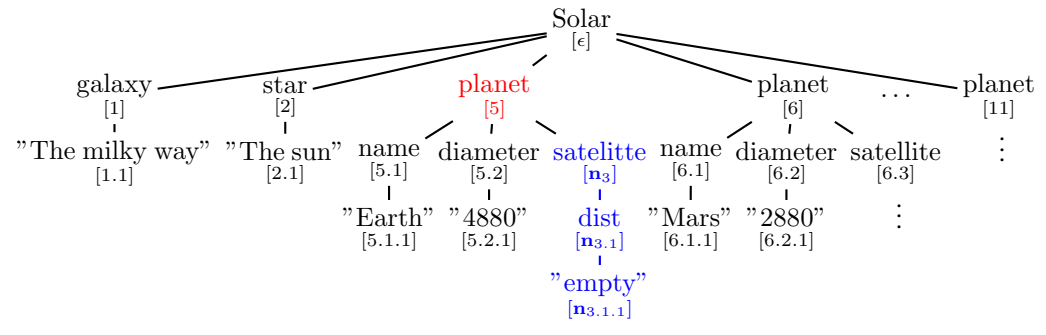 Solar
[ϵ]
galaxy star planet planet ... planet
[1] [2] [5] [6] [11]
"The milky way" "The sun" name diameter satelitte name diameter satellite ⋮
[1.1] [2.1] [5.1] [5.2] [n₃] [6.1] [6.2] [6.3]
"Earth" "4880" dist "Mars" "2880" ⋮
[5.1.1] [5.2.1] [n₃.₁] [6.1.1] [6.2.1]
"empty"
[n₃.₁.₁]